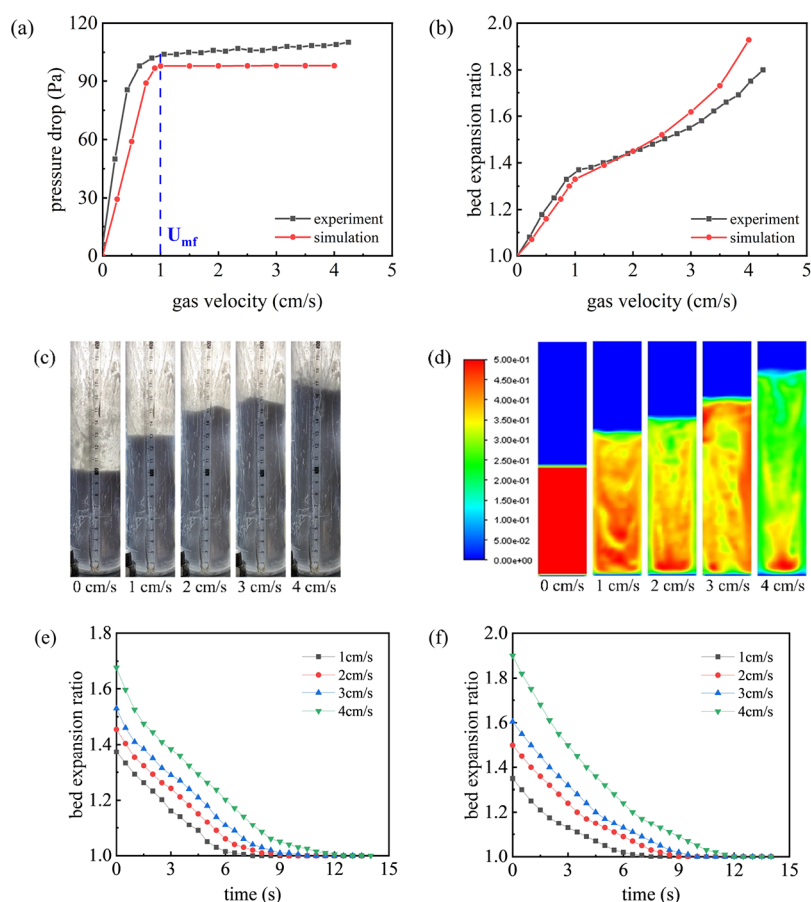 (a)
120
90
60
30
0
pressure drop (Pa)
experiment
simulation
U_mf
0 1 2 3 4 5
gas velocity (cm/s)
(b)
2.0
1.8
1.6
1.4
1.2
1.0
bed expansion ratio
experiment
simulation
0 1 2 3 4 5
gas velocity (cm/s)
(c)
0 cm/s 1 cm/s 2 cm/s 3 cm/s 4 cm/s
(d)
5.00e-01
4.50e-01
4.00e-01
3.50e-01
3.00e-01
2.50e-01
2.00e-01
1.50e-01
1.00e-01
5.00e-02
0.00e+00
0 cm/s 1 cm/s 2 cm/s 3 cm/s 4 cm/s
(e)
1.8
1.6
1.4
1.2
1.0
bed expansion ratio
1cm/s
2cm/s
3cm/s
4cm/s
0 3 6 9 12 15
time (s)
(f)
2.0
1.8
1.6
1.4
1.2
1.0
bed expansion ratio
1cm/s
2cm/s
3cm/s
4cm/s
0 3 6 9 12 15
time (s)